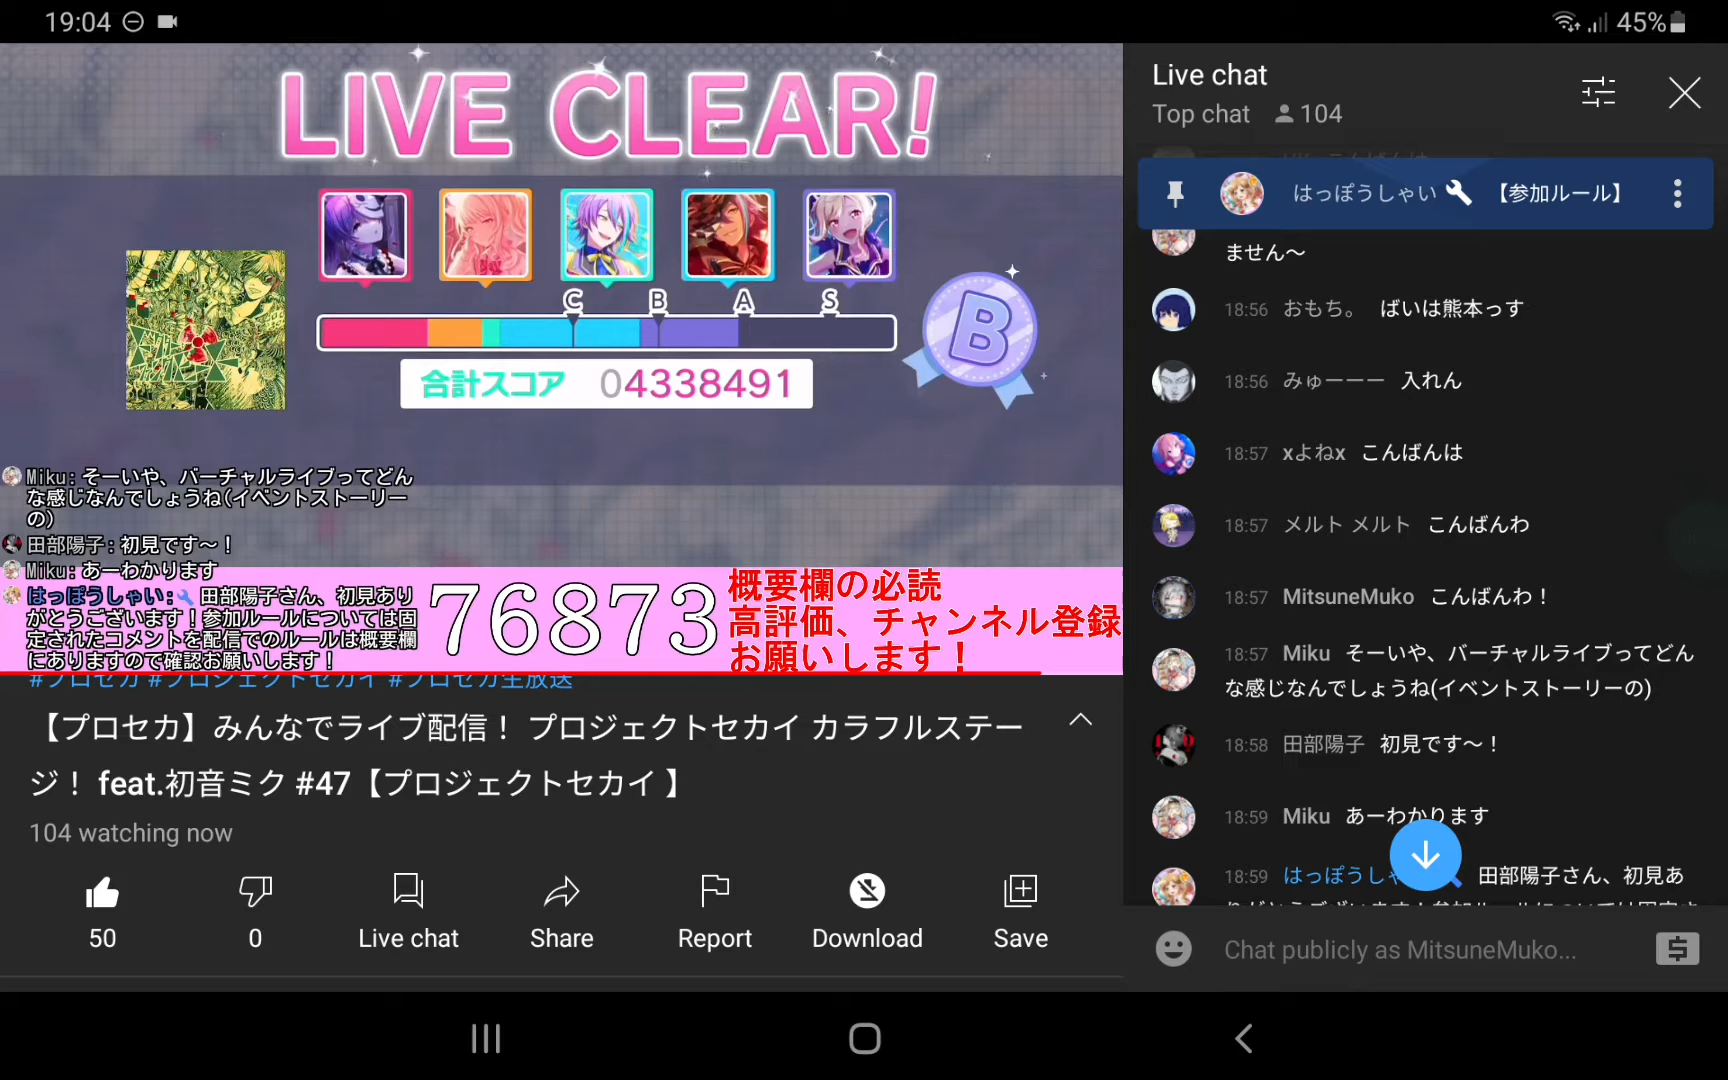 19:04
45%
LIVE CLEAR!
C B A S
B
合計スコア 04338491
Miku: そーいや、バーチャルライブってどん
な感じなんでしょうね(イベントストーリー
の)
田部陽子: 初見です〜！
Miku: あーわかります
はっぽうしゃい: 田部陽子さん、初見あり
がとうございます！参加ルールについては固
定されたコメントを配信でのルールは概要欄
にありますので確認お願いします！
76873
概要欄の必読
高評価、チャンネル登録
お願いします！
#プロセカ #プロジェクトセカイ #プロセカ生放送
【プロセカ】みんなでライブ配信！ プロジェクトセカイ カラフルステー
ジ！ feat.初音ミク #47【プロジェクトセカイ 】
104 watching now
50
0
Live chat
Share
Report
Download
Save
Live chat
Top chat 104
はっぽうしゃい 【参加ルール】
ません〜
18:56 おもち。 ばいは熊本っす
18:56 みゅーーー 入れん
18:57 xよねx こんばんは
18:57 メルト メルト こんばんわ
18:57 MitsuneMuko こんばんわ！
18:57 Miku そーいや、バーチャルライブってどん
な感じなんでしょうね(イベントストーリーの)
18:58 田部陽子 初見です〜！
18:59 Miku あーわかります
18:59 はっぽうし 田部陽子さん、初見あ
Chat publicly as MitsuneMuko...